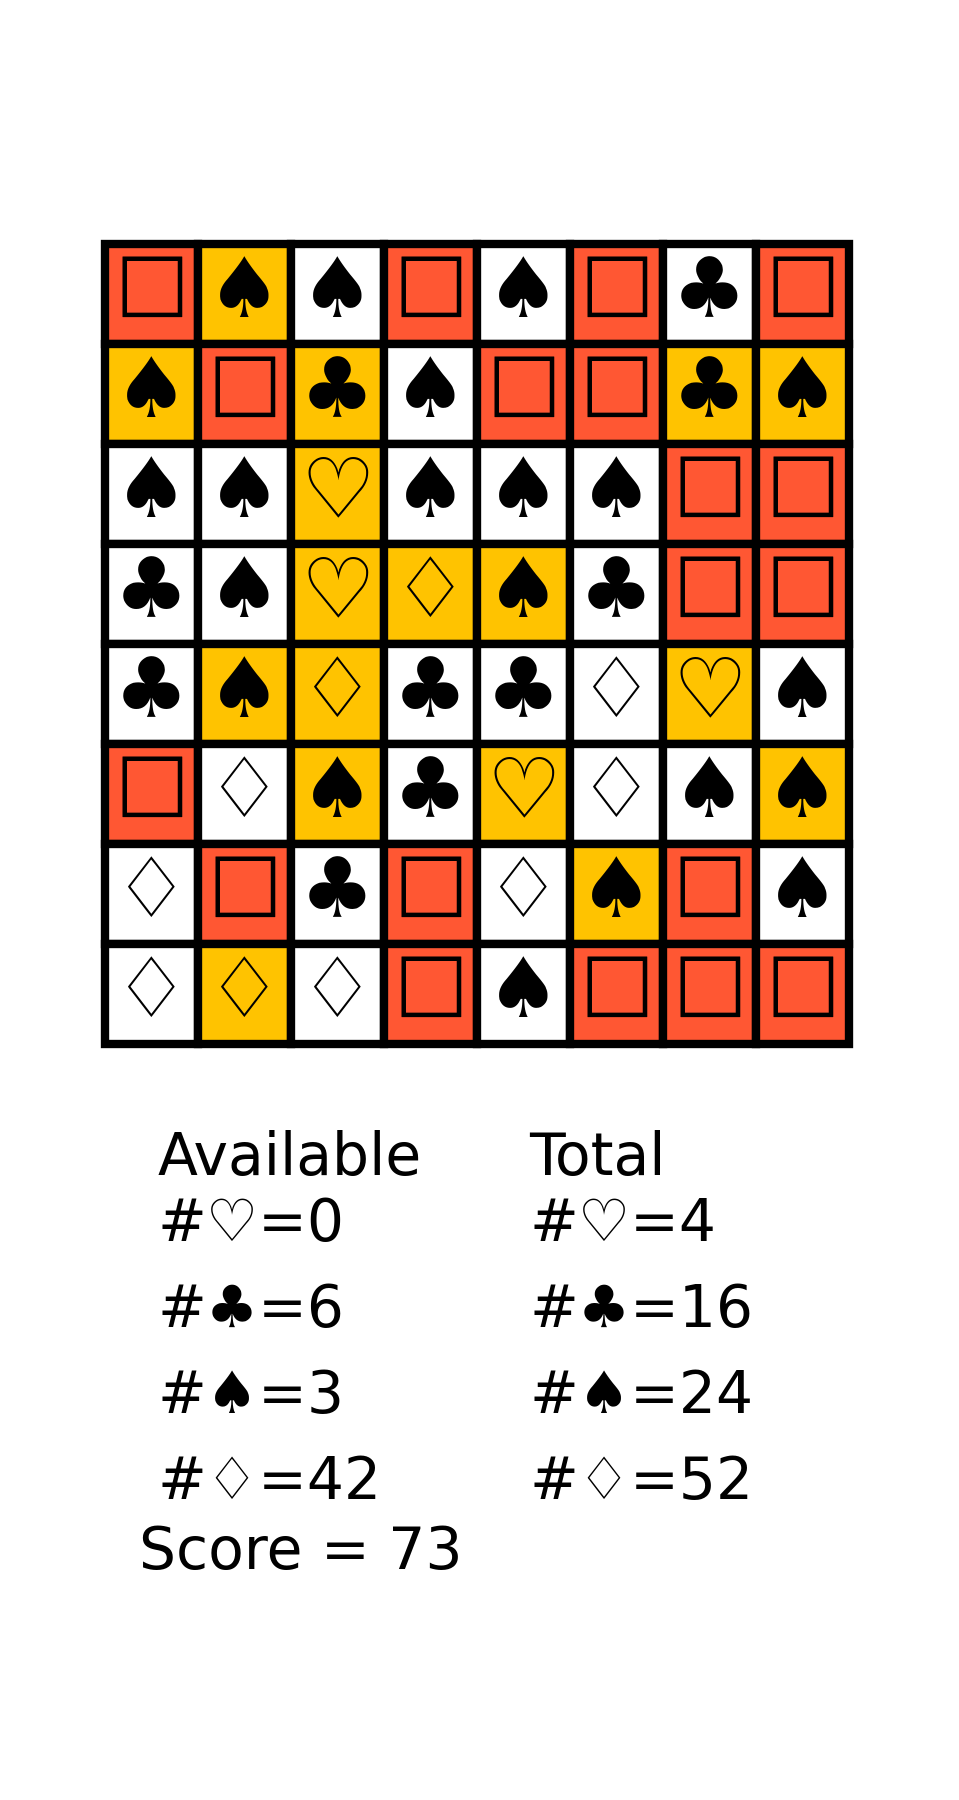 □ ♠ ♠ □ ♠ □ ♣ □
♠ □ ♣ ♠ □ □ ♣ ♠
♠ ♠ ♡ ♠ ♠ ♠ □ □
♣ ♠ ♡ ♢ ♠ ♣ □ □
♣ ♠ ♢ ♣ ♣ ♢ ♡ ♠
□ ♢ ♠ ♣ ♡ ♢ ♠ ♠
♢ □ ♣ □ ♢ ♠ □ ♠
♢ ♢ ♢ □ ♠ □ □ □
Available Total
#♡=0 #♡=4
#♣=6 #♣=16
#♠=3 #♠=24
#♢=42 #♢=52
Score = 73